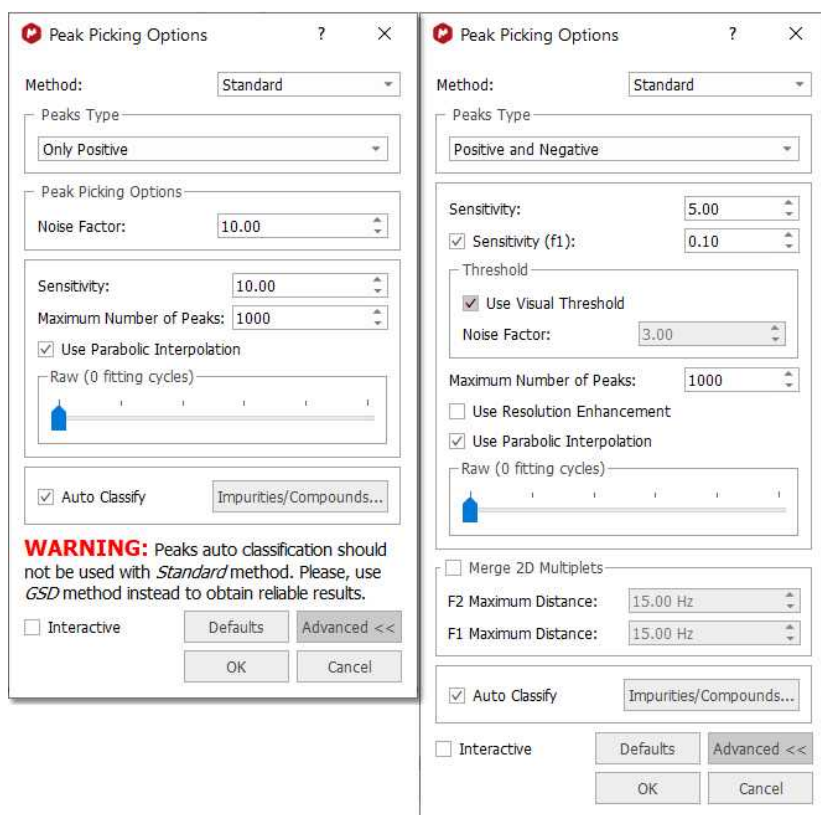 Peak Picking Options ? ×
Method: Standard
Peaks Type
Only Positive
Peak Picking Options
Noise Factor: 10.00
Sensitivity: 10.00
Maximum Number of Peaks: 1000
Use Parabolic Interpolation
Raw (0 fitting cycles)
Auto Classify Impurities/Compounds...
WARNING: Peaks auto classification should
not be used with Standard method. Please, use
GSD method instead to obtain reliable results.
Interactive Defaults Advanced <<
OK Cancel
Peak Picking Options ? ×
Method: Standard
Peaks Type
Positive and Negative
Sensitivity: 5.00
Sensitivity (f1): 0.10
Threshold
Use Visual Threshold
Noise Factor: 3.00
Maximum Number of Peaks: 1000
Use Resolution Enhancement
Use Parabolic Interpolation
Raw (0 fitting cycles)
Merge 2D Multiplets
F2 Maximum Distance: 15.00 Hz
F1 Maximum Distance: 15.00 Hz
Auto Classify Impurities/Compounds...
Interactive Defaults Advanced <<
OK Cancel